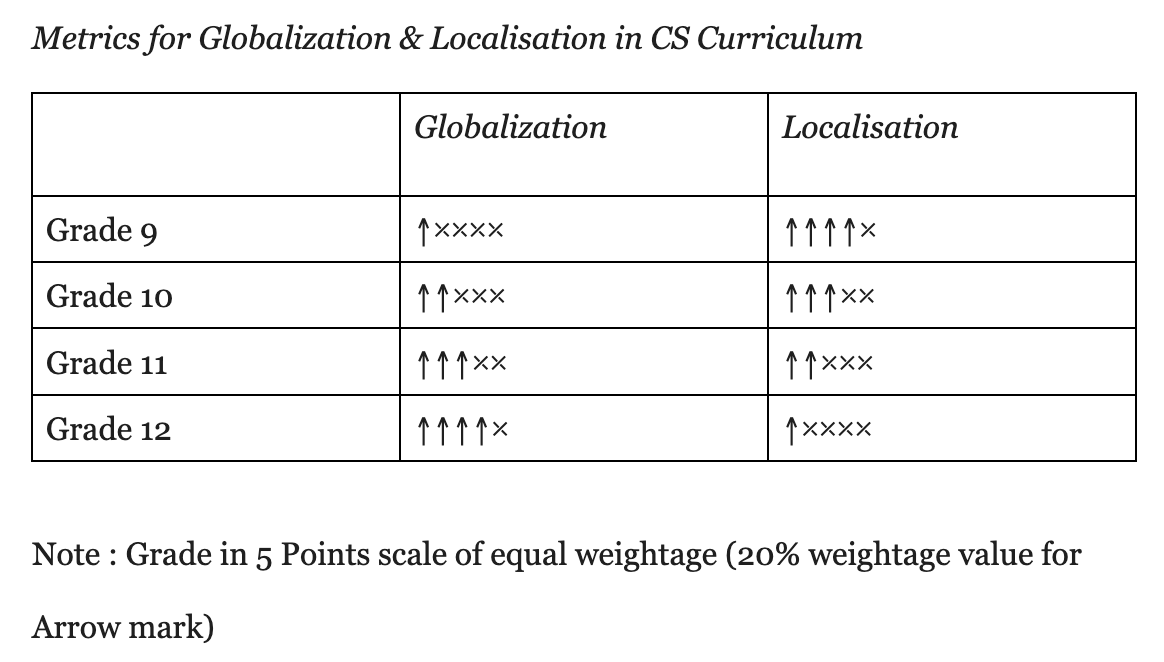 Metrics for Globalization & Localisation in CS Curriculum
Globalization Localisation
Grade 9 ↑×××× ↑↑↑↑×
Grade 10 ↑↑××× ↑↑↑××
Grade 11 ↑↑↑×× ↑↑×××
Grade 12 ↑↑↑↑× ↑××××
Note : Grade in 5 Points scale of equal weightage (20% weightage value for
Arrow mark)